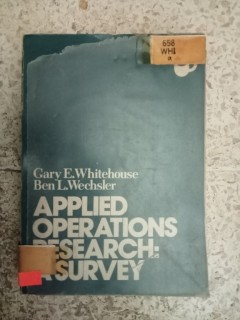 658
WHI
a
Gary E. Whitehouse
Ben L. Wechsler
APPLIED
OPERATIONS
RESEARCH:
A SURVEY